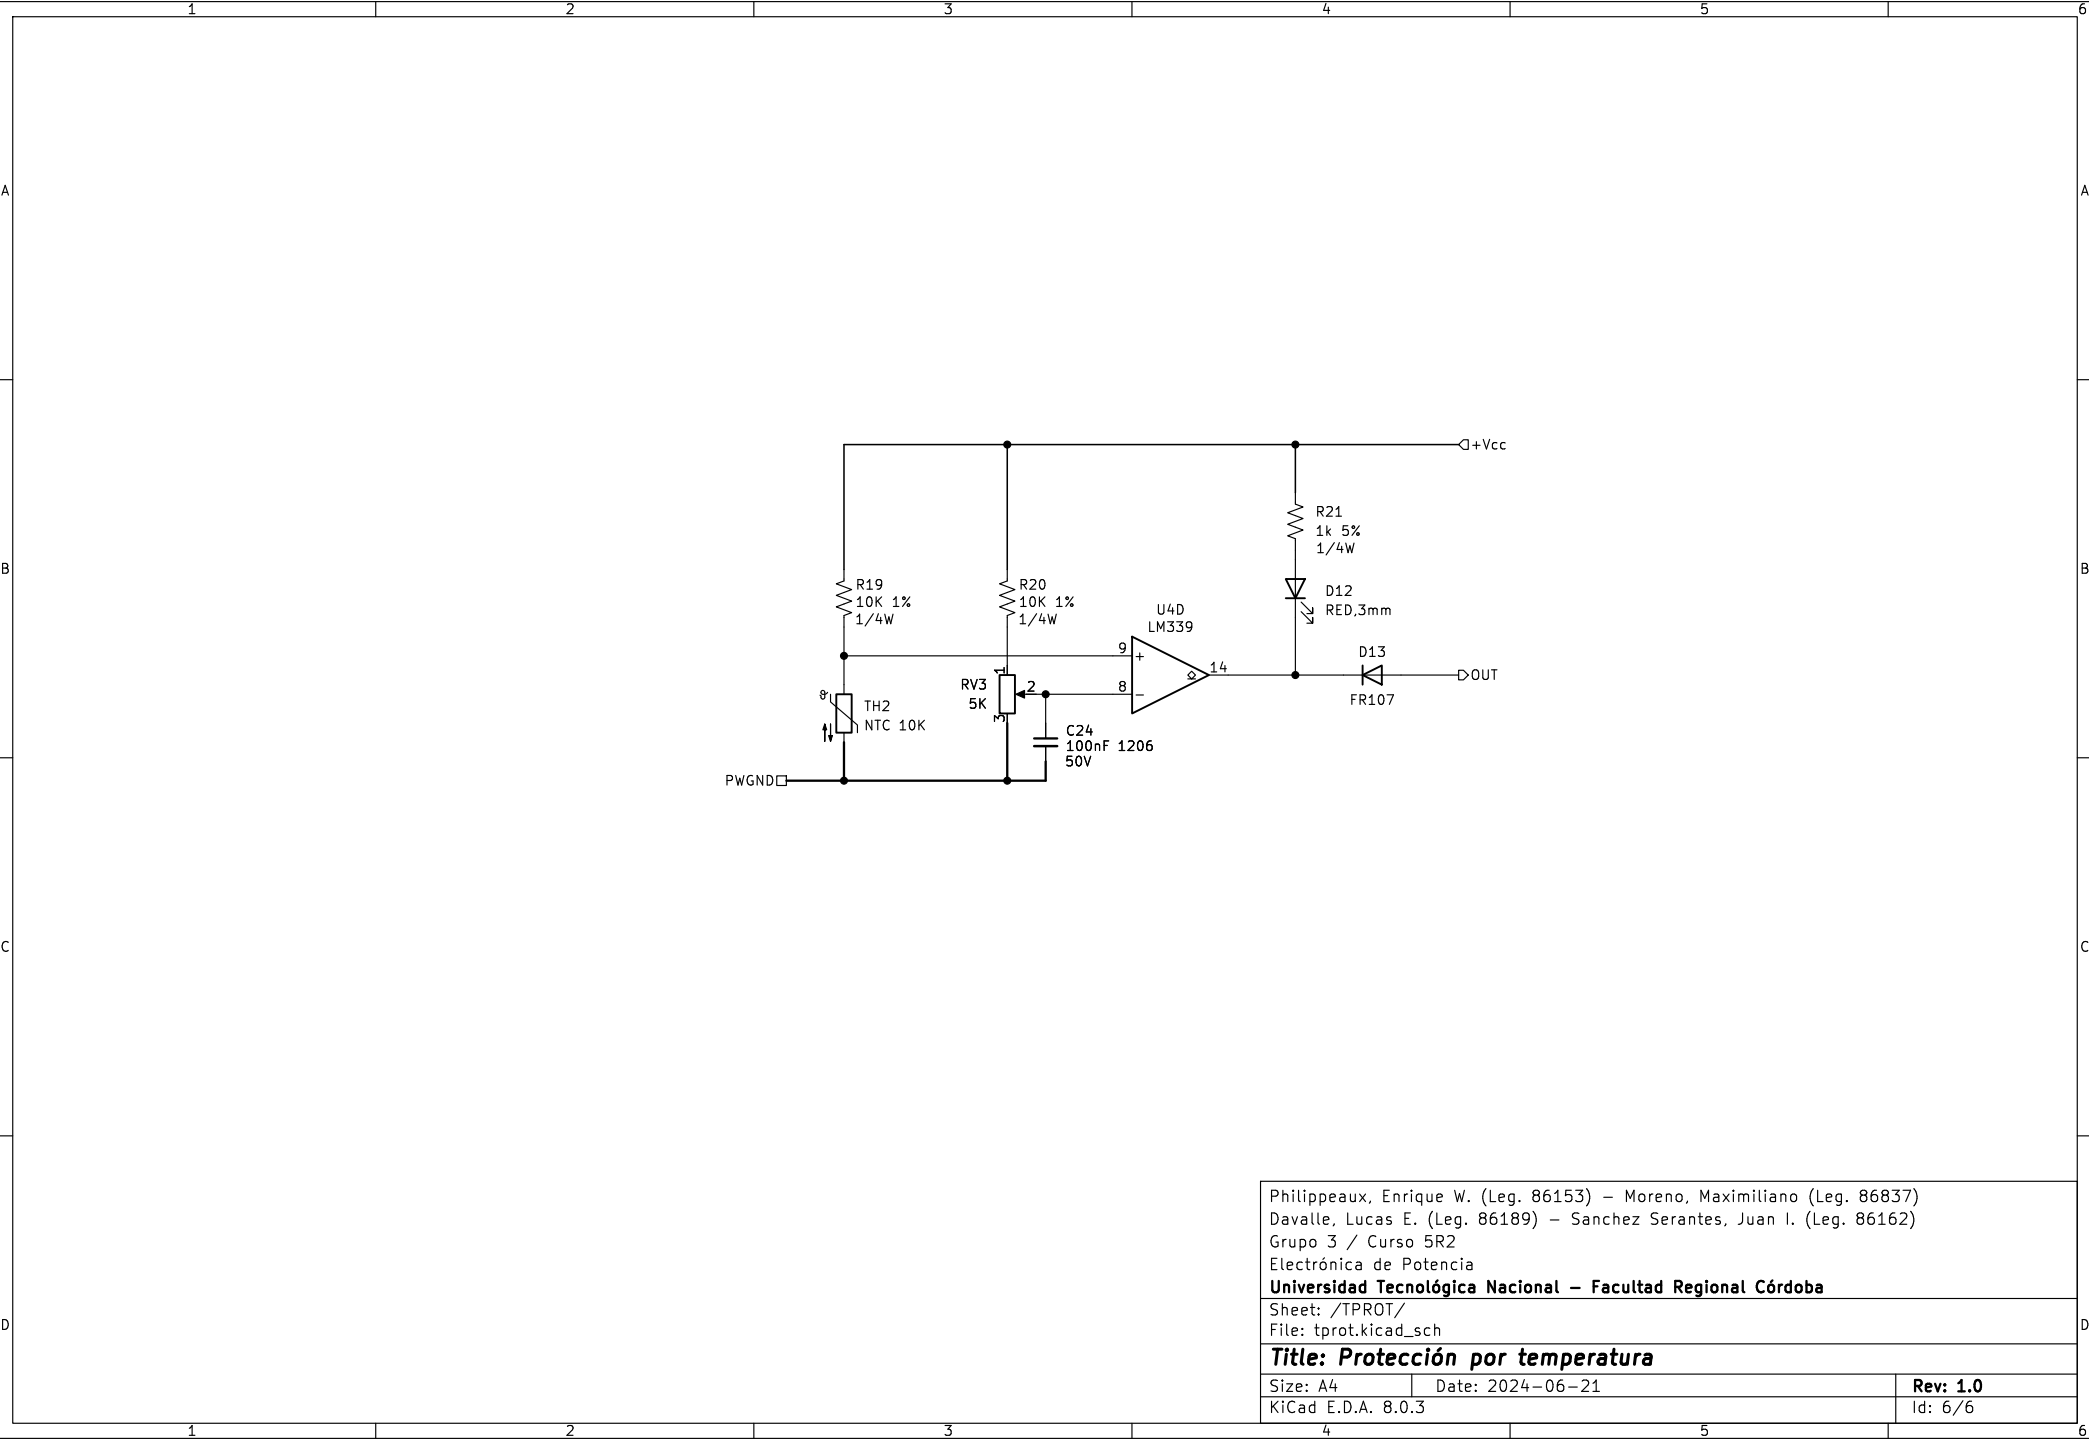 1 2 3 4 5 6
A A
+Vcc
R21
1k 5%
1/4W
B B
R19
10K 1%
1/4W
R20
10K 1%
1/4W
D12
RED,3mm
U4D
LM339
9
+
14
D13
OUT
FR107
1
RV3
5K
2
3
8
−
ϑ
TH2
NTC 10K
C24
100nF 1206
50V
PWGND
C C
Philippeaux, Enrique W. (Leg. 86153) – Moreno, Maximiliano (Leg. 86837)
Davalle, Lucas E. (Leg. 86189) – Sanchez Serantes, Juan I. (Leg. 86162)
Grupo 3 / Curso 5R2
Electrónica de Potencia
Universidad Tecnológica Nacional – Facultad Regional Córdoba
Sheet: /TPROT/
File: tprot.kicad_sch
D D
Title: Protección por temperatura
Size: A4 Date: 2024-06-21 Rev: 1.0
KiCad E.D.A. 8.0.3 Id: 6/6
1 2 3 4 5 6